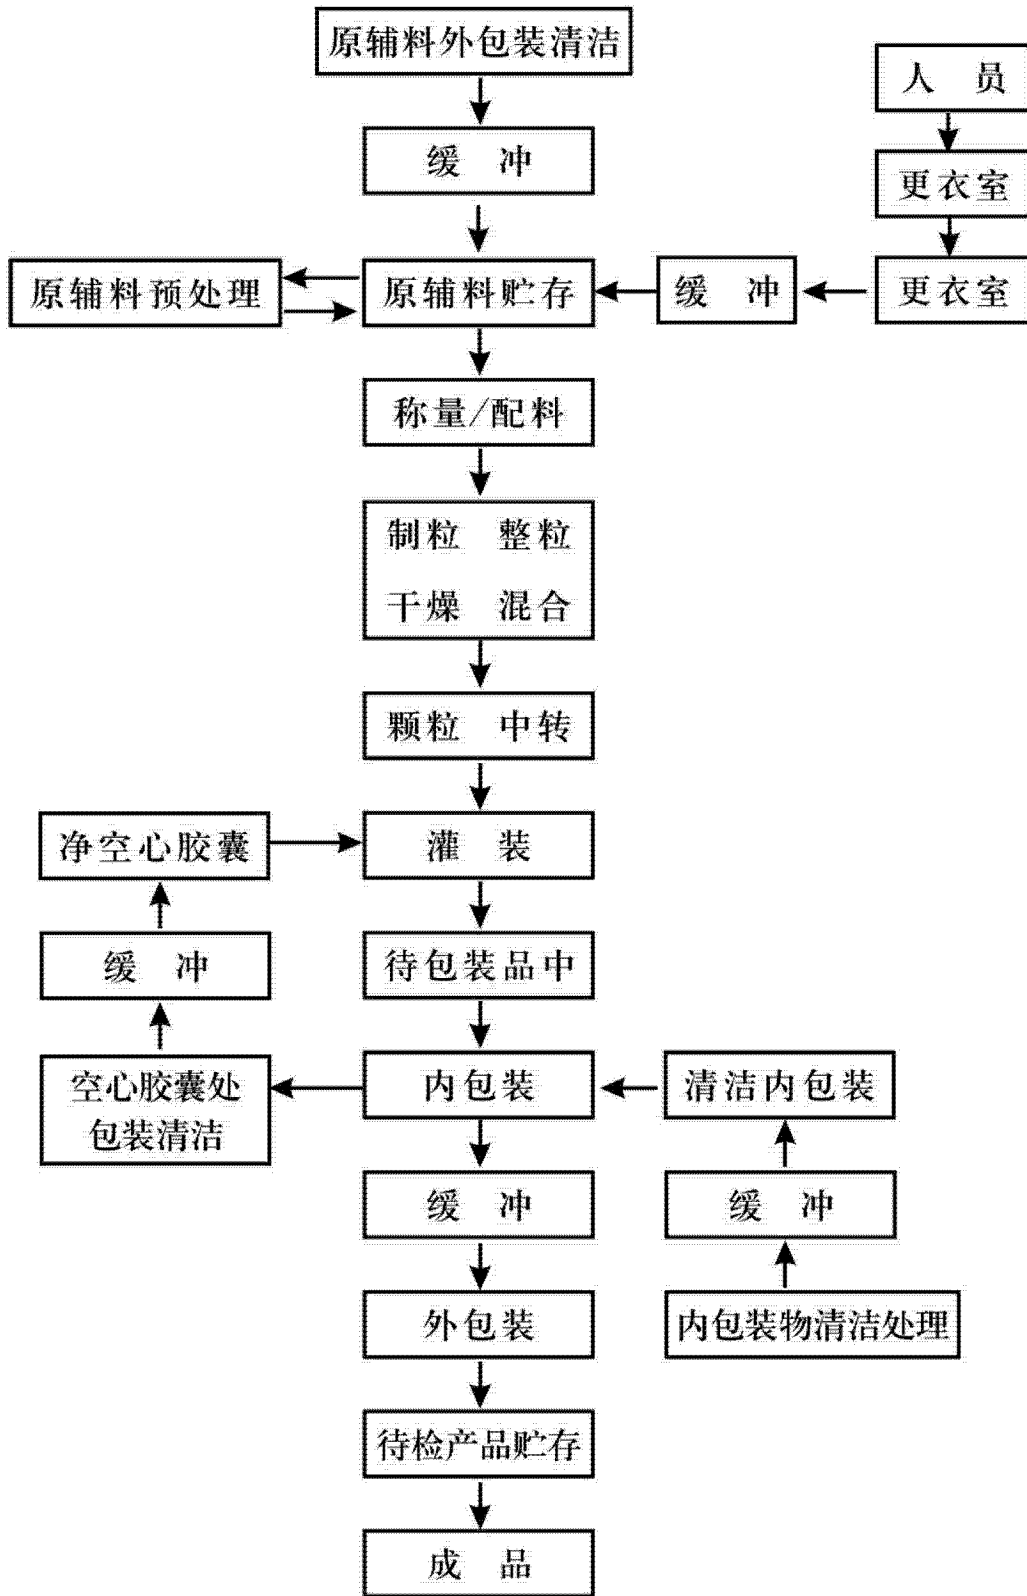 原辅料外包装清洁
人 员
缓 冲
更衣室
原辅料预处理
原辅料贮存
缓 冲
更衣室
称量/配料
制粒 整粒
干燥 混合
颗粒 中转
净空心胶囊
灌 装
缓 冲
待包装品中
空心胶囊处
包装清洁
内包装
清洁内包装
缓 冲
缓 冲
外包装
内包装物清洁处理
待检产品贮存
成 品